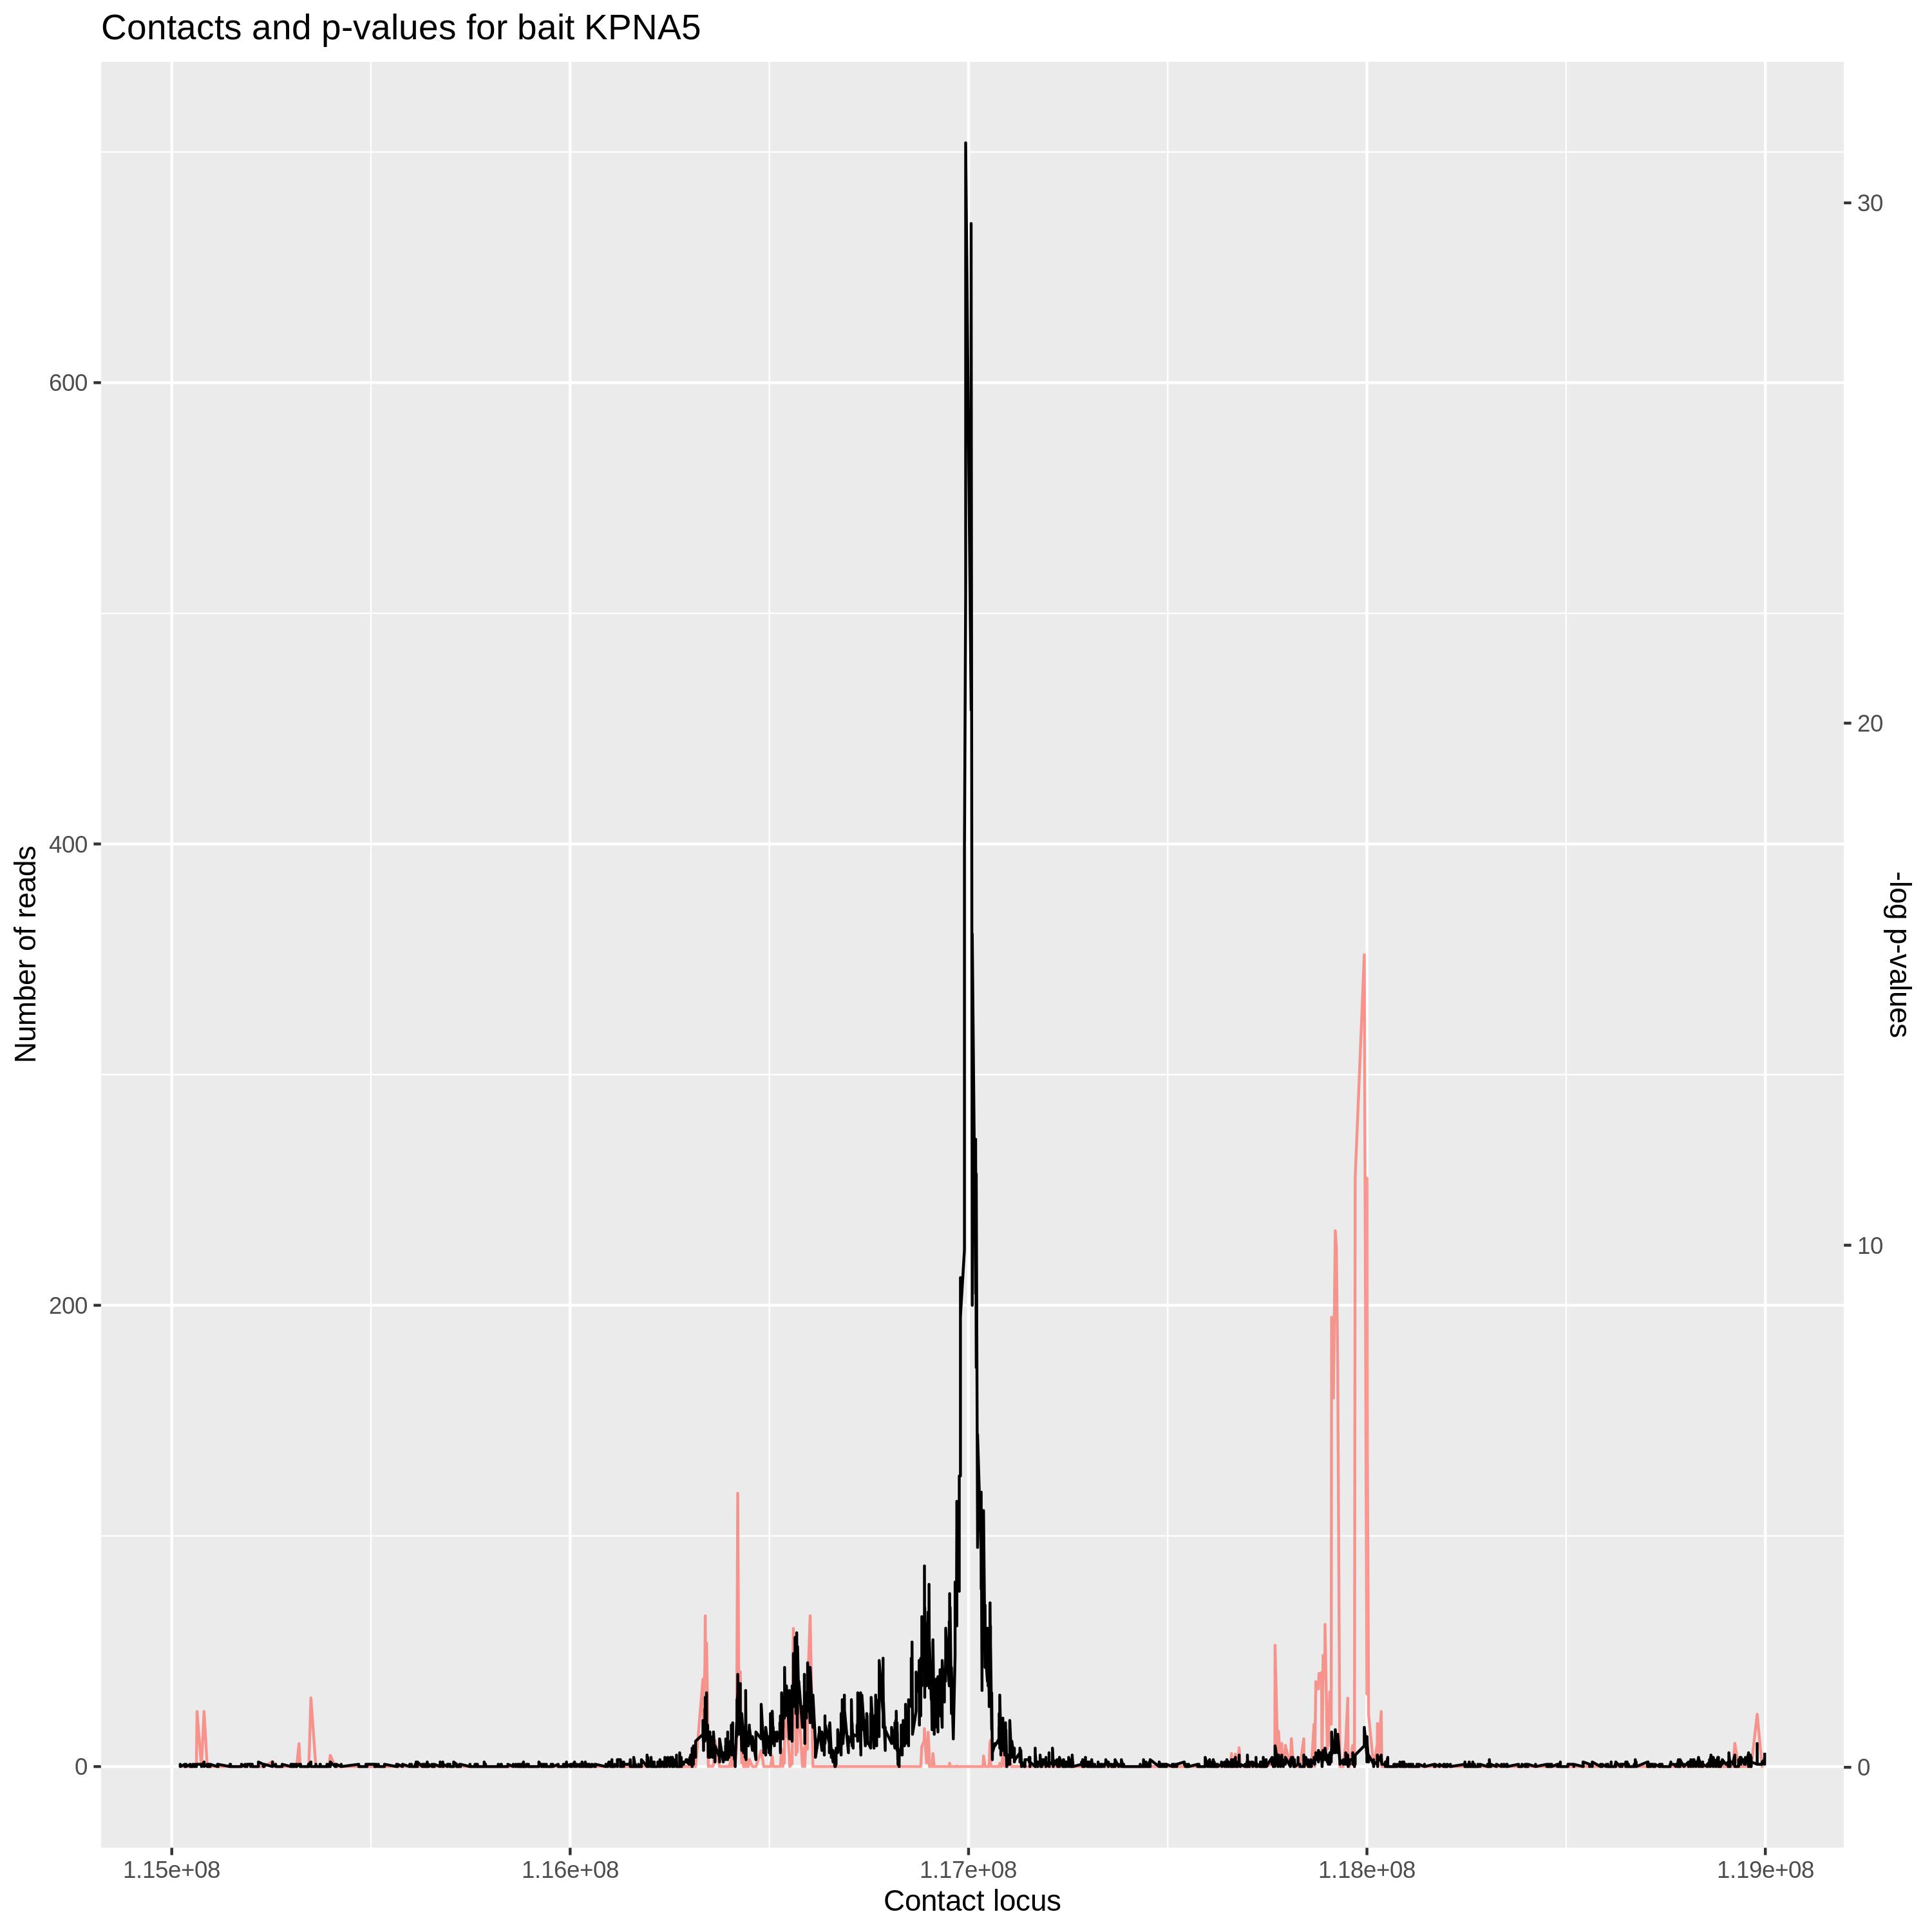 Contacts and p-values for bait KPNA5
Number of reads
600
400
200
0
30
20
10
0
-log p-values
1.15e+08
1.16e+08
1.17e+08
1.18e+08
1.19e+08
Contact locus